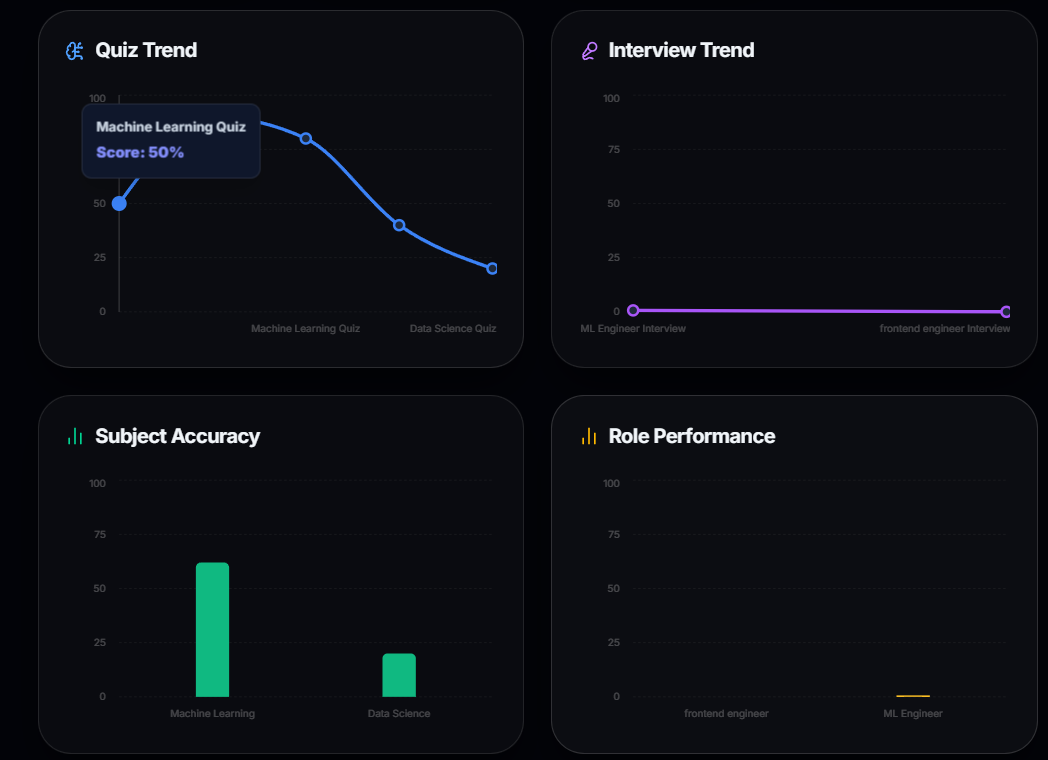 Quiz Trend
100
Machine Learning Quiz
Score: 50%
50
25
0
Machine Learning Quiz
Data Science Quiz
Interview Trend
100
75
50
25
0
ML Engineer Interview
frontend engineer Interview
Subject Accuracy
100
75
50
25
0
Machine Learning
Data Science
Role Performance
100
75
50
25
0
frontend engineer
ML Engineer